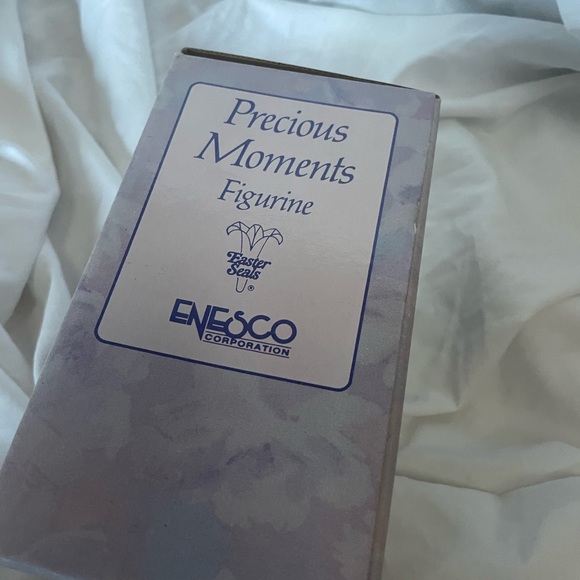 Precious
Moments
Figurine
Easter
Seals
®
ENESCO
CORPORATION